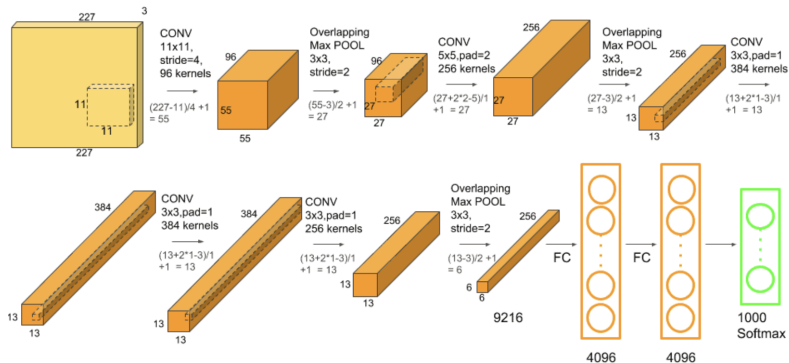 227
3
11
11
227
CONV
11x11,
stride=4,
96 kernels
(227-11)/4 +1
= 55
96
55
55
Overlapping
Max POOL
3x3,
stride=2
(55-3)/2 +1
= 27
96
27
27
CONV
5x5,pad=2
256 kernels
(27+2*2-5)/1
+1 = 27
256
27
27
Overlapping
Max POOL
3x3,
stride=2
(27-3)/2 +1
= 13
256
13
13
CONV
3x3,pad=1
384 kernels
(13+2*1-3)/1
+1 = 13
384
13
13
CONV
3x3,pad=1
384 kernels
(13+2*1-3)/1
+1 = 13
384
13
13
CONV
3x3,pad=1
256 kernels
(13+2*1-3)/1
+1 = 13
256
13
13
Overlapping
Max POOL
3x3,
stride=2
(13-3)/2 +1
= 6
256
6
6
9216
FC
4096
FC
4096
1000
Softmax